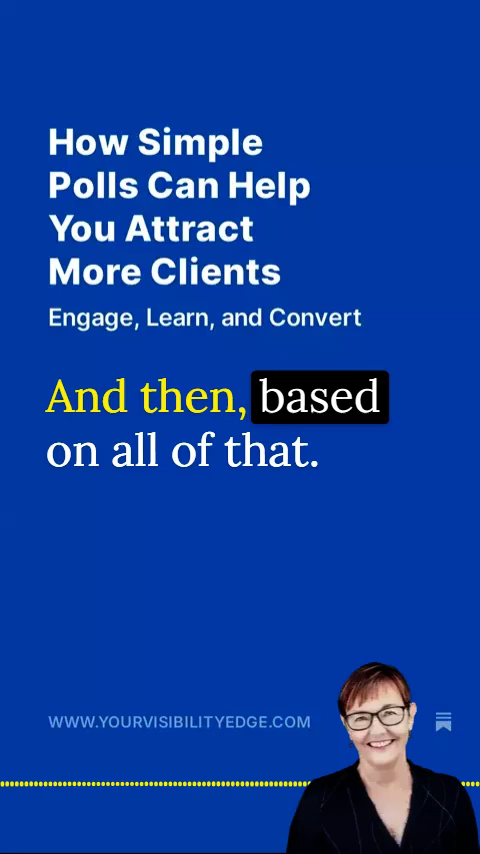 How Simple
Polls Can Help
You Attract
More Clients
Engage, Learn, and Convert
And then, based
on all of that.
WWW.YOURVISIBILITYEDGE.COM